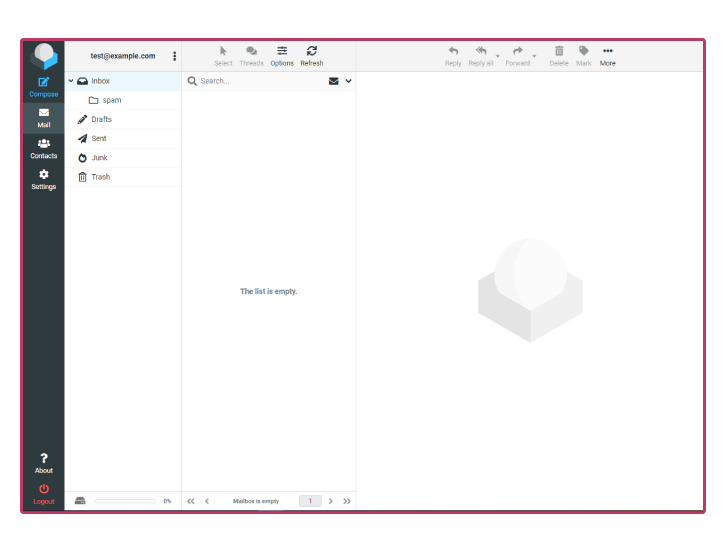 test@example.com
Select Threads Options Refresh
Reply Reply all Forward Delete Mark More
Compose
Mail
Contacts
Settings
Inbox
spam
Drafts
Sent
Junk
Trash
Search...
The list is empty.
About
Logout
0%
Mailbox is empty
1